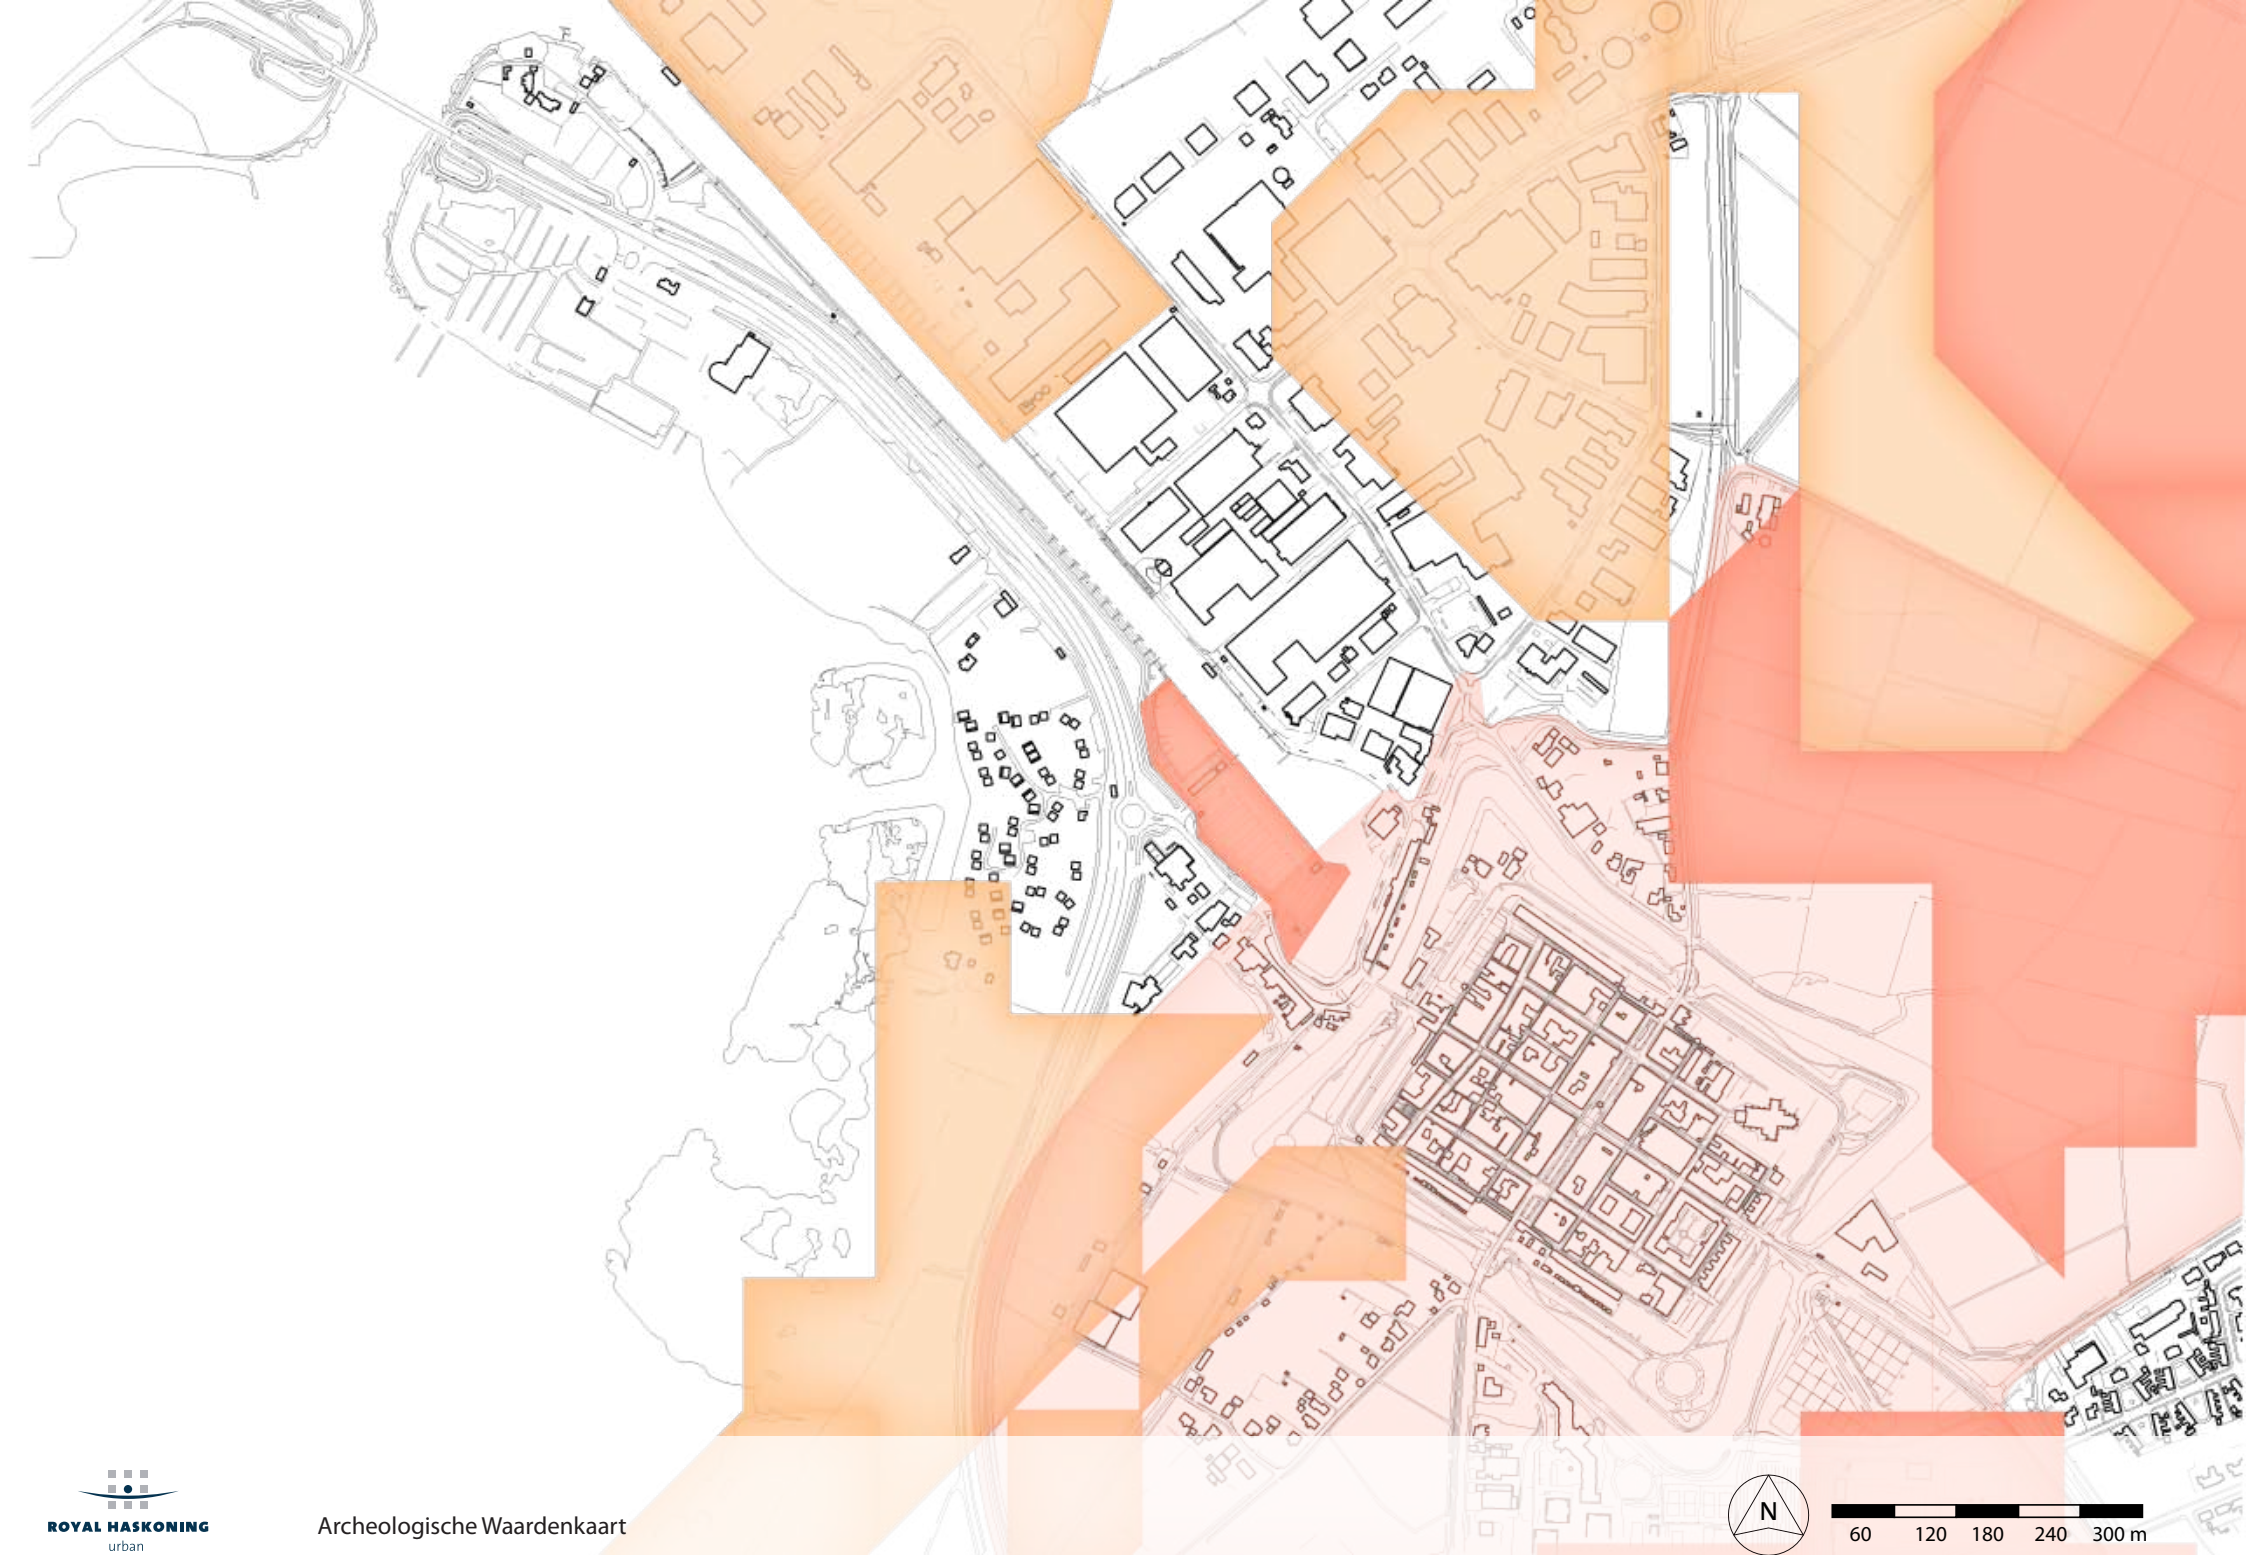 ROYAL HASKONING
urban
Archeologische Waardenkaart
N
60 120 180 240 300 m